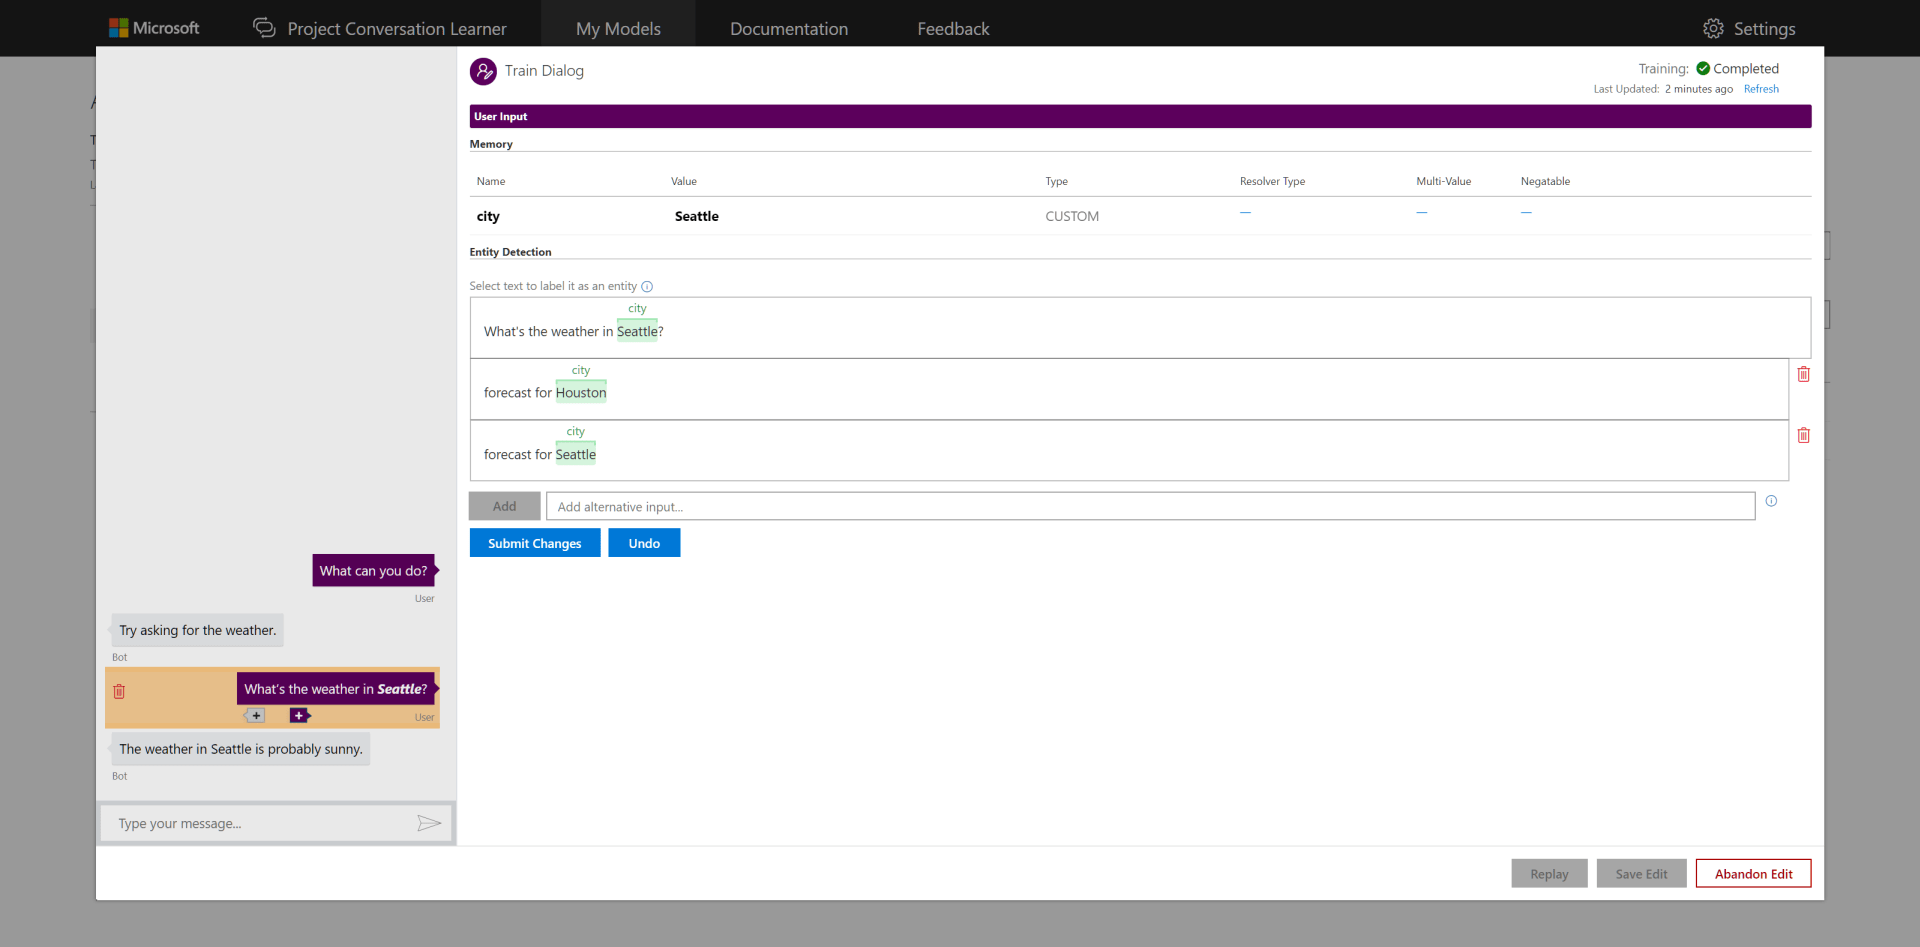 Microsoft
Project Conversation Learner
My Models
Documentation
Feedback
Settings
Train Dialog
Training: Completed
Last Updated: 2 minutes ago Refresh
User Input
Memory
Name Value Type Resolver Type Multi-Value Negatable
city Seattle CUSTOM
Entity Detection
Select text to label it as an entity
city
What's the weather in Seattle?
city
forecast for Houston
city
forecast for Seattle
Add
Add alternative input...
Submit Changes
Undo
What can you do?
User
Try asking for the weather.
Bot
What's the weather in Seattle?
User
The weather in Seattle is probably sunny.
Bot
Type your message...
Replay
Save Edit
Abandon Edit